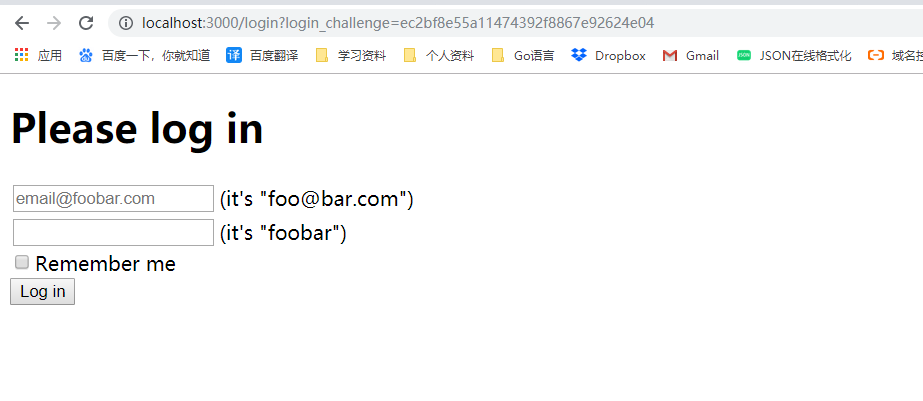 localhost:3000/login?login_challenge=ec2bf8e55a11474392f8867e92624e04
应用 百度一下，你就知道 译 百度翻译 学习资料 个人资料 Go语言 Dropbox Gmail JSON JSON在线格式化 域名控
Please log in
email@foobar.com (it's "foo@bar.com")
(it's "foobar")
Remember me
Log in